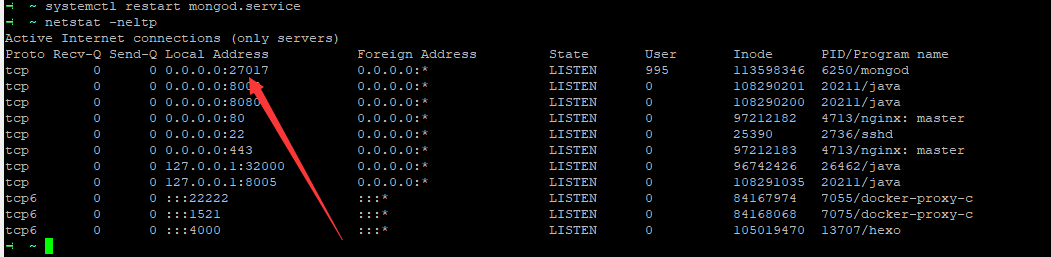 ~ systemctl restart mongod.service
~ netstat -neltp
Active Internet connections (only servers)
Proto Recv-Q Send-Q Local Address Foreign Address State User Inode PID/Program name
tcp 0 0 0.0.0.0:27017 0.0.0.0:* LISTEN 995 113598346 6250/mongod
tcp 0 0 0.0.0.0:* LISTEN 0 108290201 20211/java
tcp 0 0 0.0.0.0:8080 0.0.0.0:* LISTEN 0 108290200 20211/java
tcp 0 0 0.0.0.0:80 0.0.0.0:* LISTEN 0 97212182 4713/nginx: master
tcp 0 0 0.0.0.0:22 0.0.0.0:* LISTEN 0 25390 2736/sshd
tcp 0 0 0.0.0.0:443 0.0.0.0:* LISTEN 0 97212183 4713/nginx: master
tcp 0 0 127.0.0.1:32000 0.0.0.0:* LISTEN 0 96742426 26462/java
tcp 0 0 127.0.0.1:8005 0.0.0.0:* LISTEN 0 108291035 20211/java
tcp6 0 0 :::22222 :::* LISTEN 0 84167974 7055/docker-proxy-c
tcp6 0 0 :::1521 :::* LISTEN 0 84168068 7075/docker-proxy-c
tcp6 0 0 :::4000 :::* LISTEN 0 105019470 13707/hexo
~